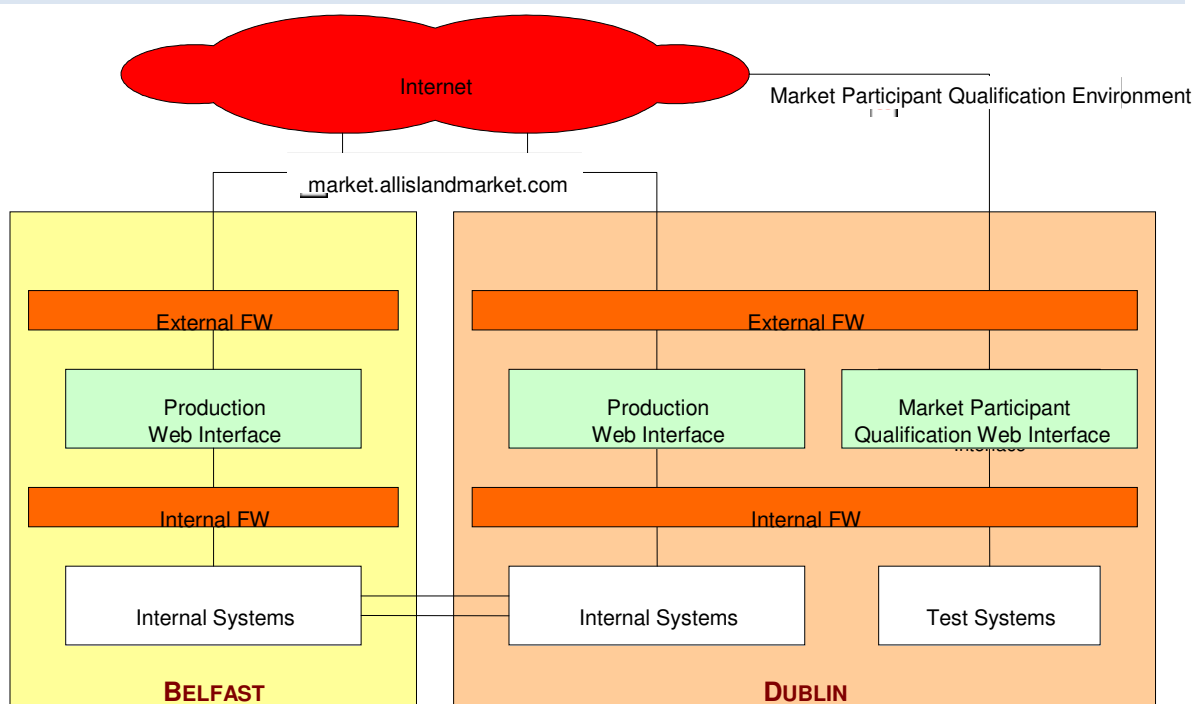 Internet
Market Participant Qualification Environment
market.allislandmarket.com
External FW
External FW
Production
Web Interface
Production
Web Interface
Market Participant
Qualification Web Interface
Interface
Internal FW
Internal FW
Internal Systems
Internal Systems
Test Systems
BELFAST
DUBLIN